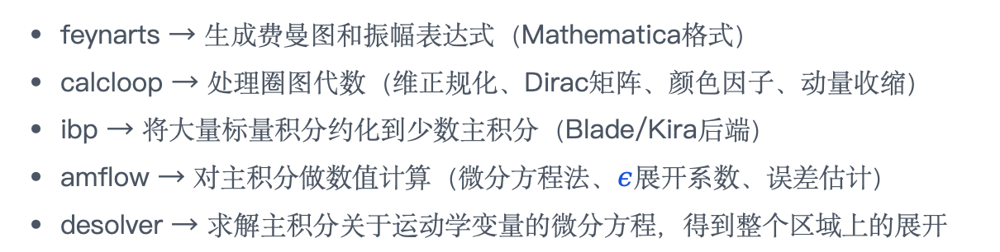 • feynarts → 生成费曼图和振幅表达式（Mathematica格式）
• calcloop → 处理圈图代数（维正规化、Dirac矩阵、颜色因子、动量收缩）
• ibp → 将大量标量积分约化到少数主积分（Blade/Kira后端）
• amflow → 对主积分做数值计算（微分方程法、ϵ展开系数、误差估计）
• desolver → 求解主积分关于运动学变量的微分方程，得到整个区域上的展开